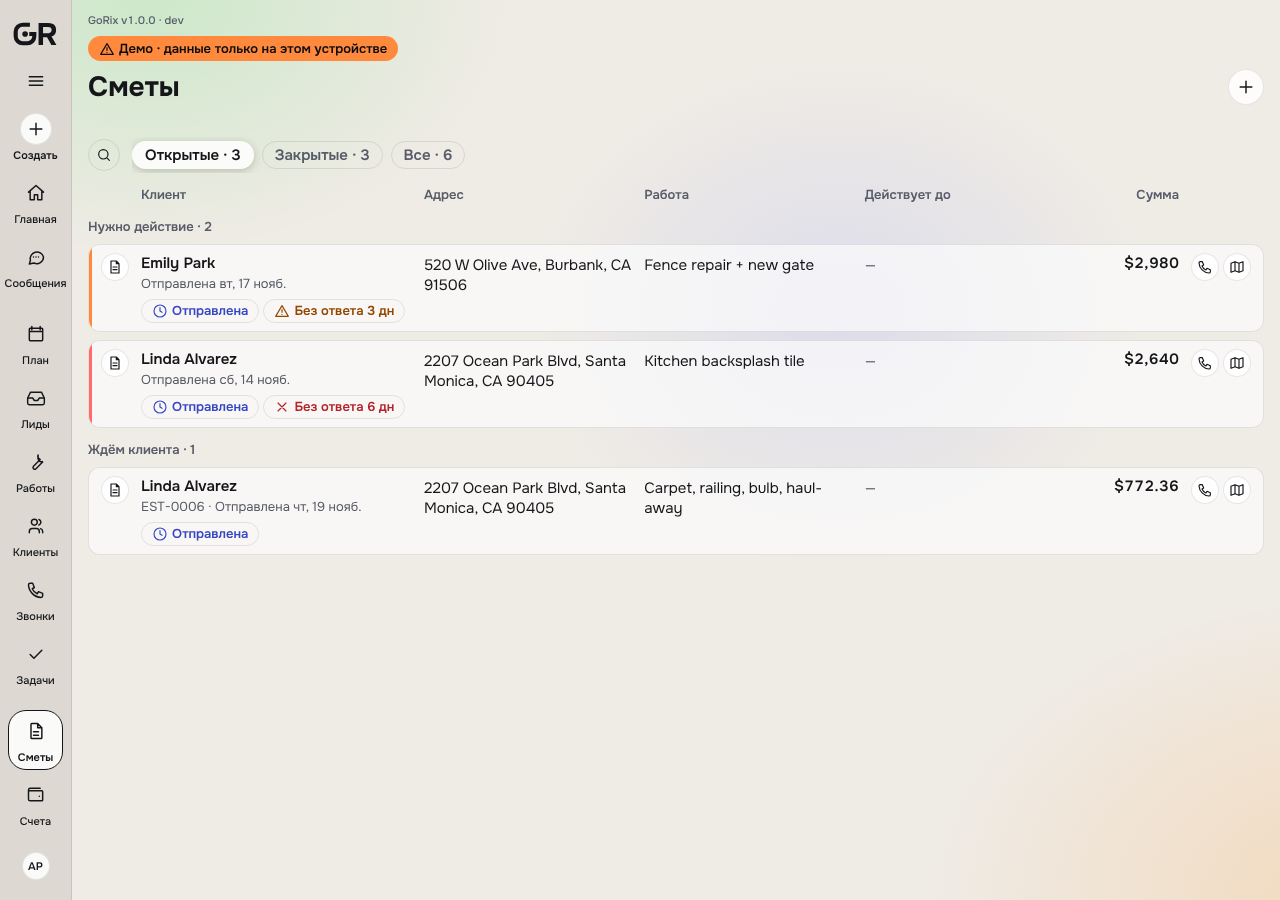 GR
GoRix v1.0.0 · dev
Демо · данные только на этом устройстве
Сметы
Создать
Главная
Сообщения
План
Лиды
Работы
Клиенты
Звонки
Задачи
Сметы
Счета
AP
Открытые · 3
Закрытые · 3
Все · 6
Клиент
Адрес
Работа
Действует до
Сумма
Нужно действие · 2
Emily Park
Отправлена вт, 17 нояб.
Отправлена
Без ответа 3 дн
520 W Olive Ave, Burbank, CA
91506
Fence repair + new gate
—
$2,980
Linda Alvarez
Отправлена сб, 14 нояб.
Отправлена
Без ответа 6 дн
2207 Ocean Park Blvd, Santa
Monica, CA 90405
Kitchen backsplash tile
—
$2,640
Ждём клиента · 1
Linda Alvarez
EST-0006 · Отправлена чт, 19 нояб.
Отправлена
2207 Ocean Park Blvd, Santa
Monica, CA 90405
Carpet, railing, bulb, haul-
away
—
$772.36